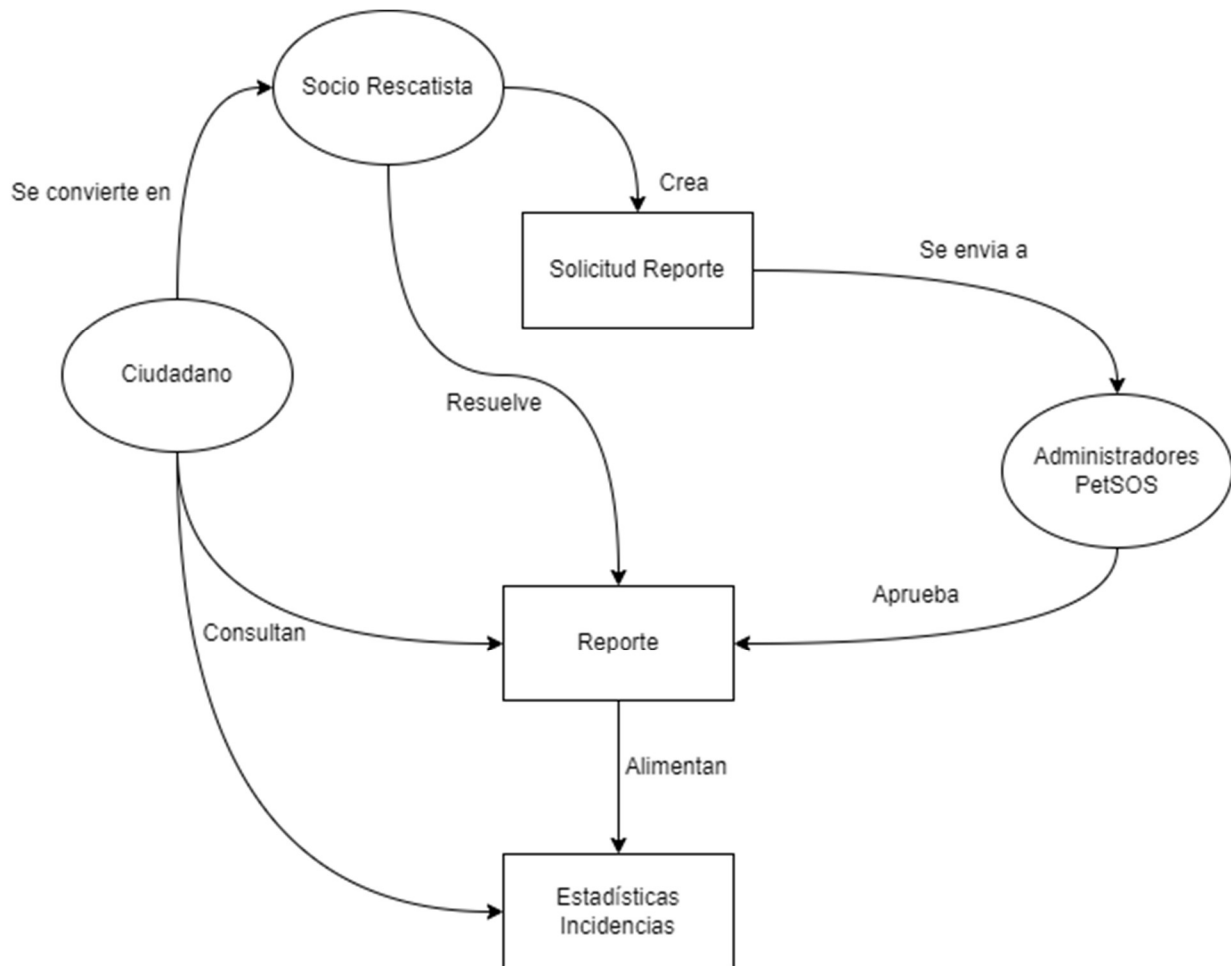 Socio Rescatista
Se convierte en
Crea
Solicitud Reporte
Se envia a
Ciudadano
Resuelve
Administradores
PetSOS
Aprueba
Consultan
Reporte
Alimentan
Estadísticas
Incidencias